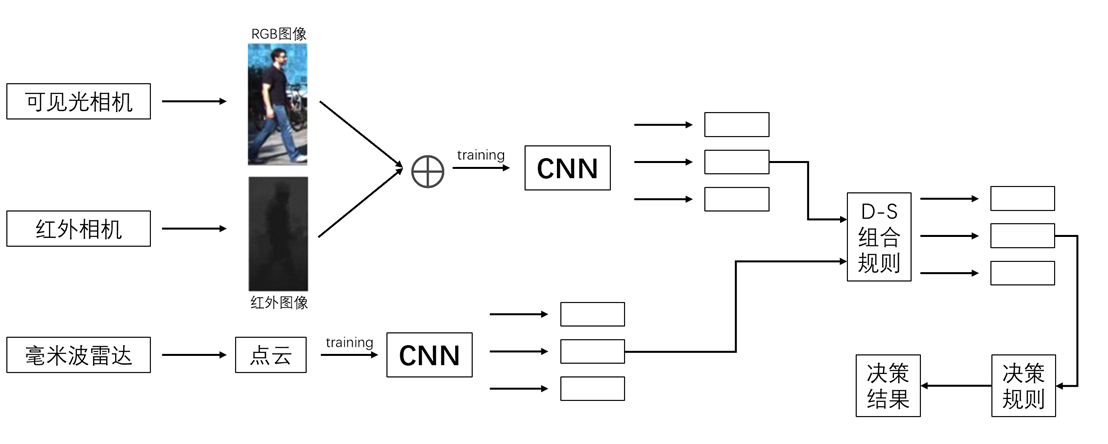 RGB图像
可见光相机
training
CNN
红外相机
D-S
组合
规则
红外图像
毫米波雷达
点云
training
CNN
决策
结果
决策
规则